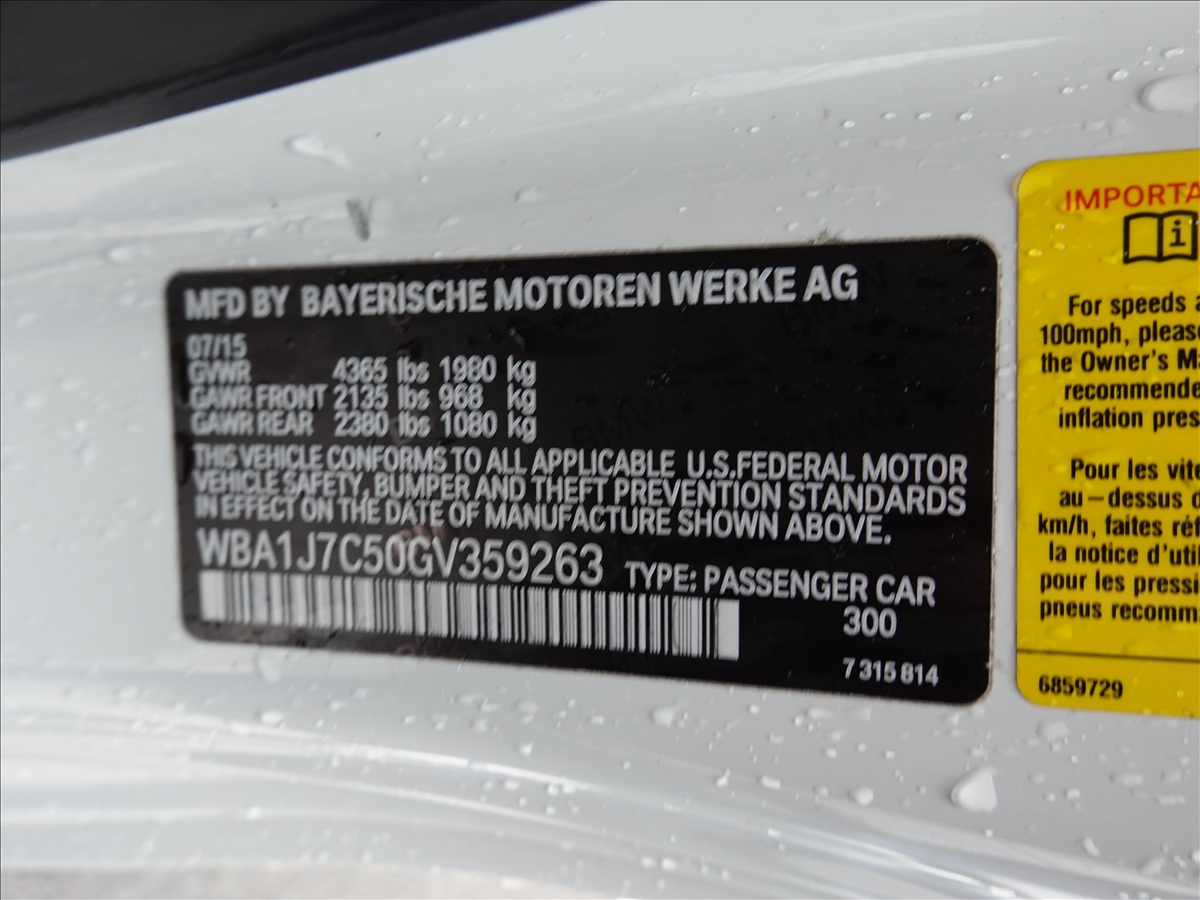 MFD BY BAYERISCHE MOTOREN WERKE AG
07/15
GVWR 4365 lbs 1980 kg
GAWR FRONT 2135 lbs 968 kg
GAWR REAR 2380 lbs 1080 kg
THIS VEHICLE CONFORMS TO ALL APPLICABLE U.S.FEDERAL MOTOR
VEHICLE SAFETY, BUMPER AND THEFT PREVENTION STANDARDS
IN EFFECT ON THE DATE OF MANUFACTURE SHOWN ABOVE.
WBA1J7C50GV359263 TYPE: PASSENGER CAR
300
7 315 814
IMPORTA
i
For speeds
100mph, please
the Owner's Ma
recommende
inflation pres
Pour les vite
au-dessus d
km/h, faites réf
la notice d'util
pour les pressi
pneus recomm
6859729